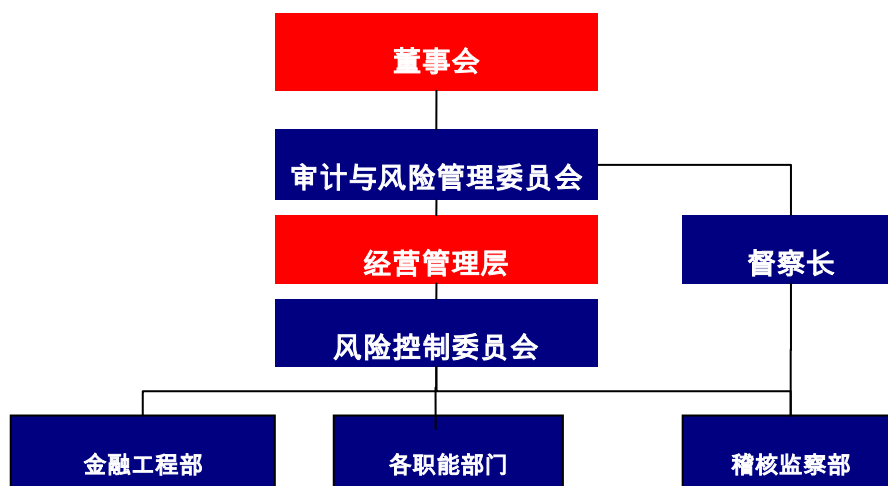 董事会
审计与风险管理委员会
经营管理层
督察长
风险控制委员会
金融工程部
各职能部门
稽核监察部